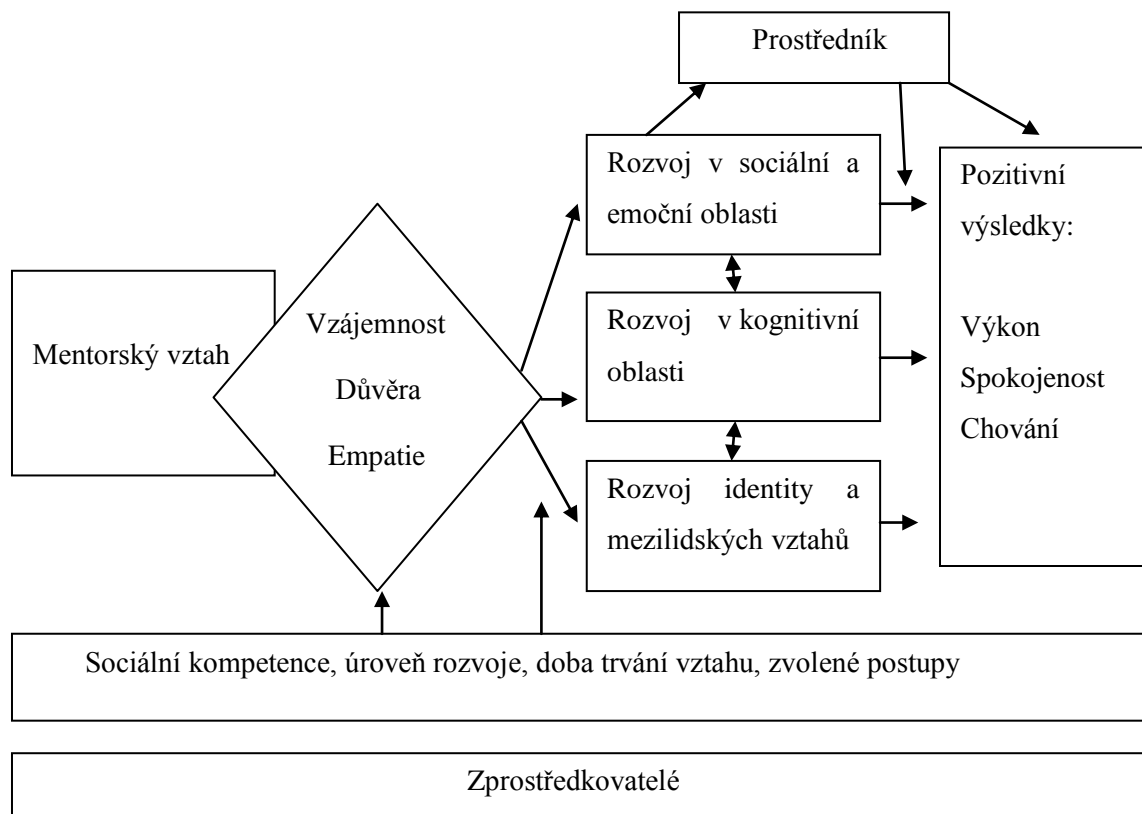 Prostředník
Rozvoj v sociální a
emoční oblasti
Pozitivní
výsledky:
Výkon
Spokojenost
Chování
Mentorský vztah
Vzájemnost
Důvěra
Empatie
Rozvoj v kognitivní
oblasti
Rozvoj identity a
mezilidských vztahů
Sociální kompetence, úroveň rozvoje, doba trvání vztahu, zvolené postupy
Zprostředkovatelé